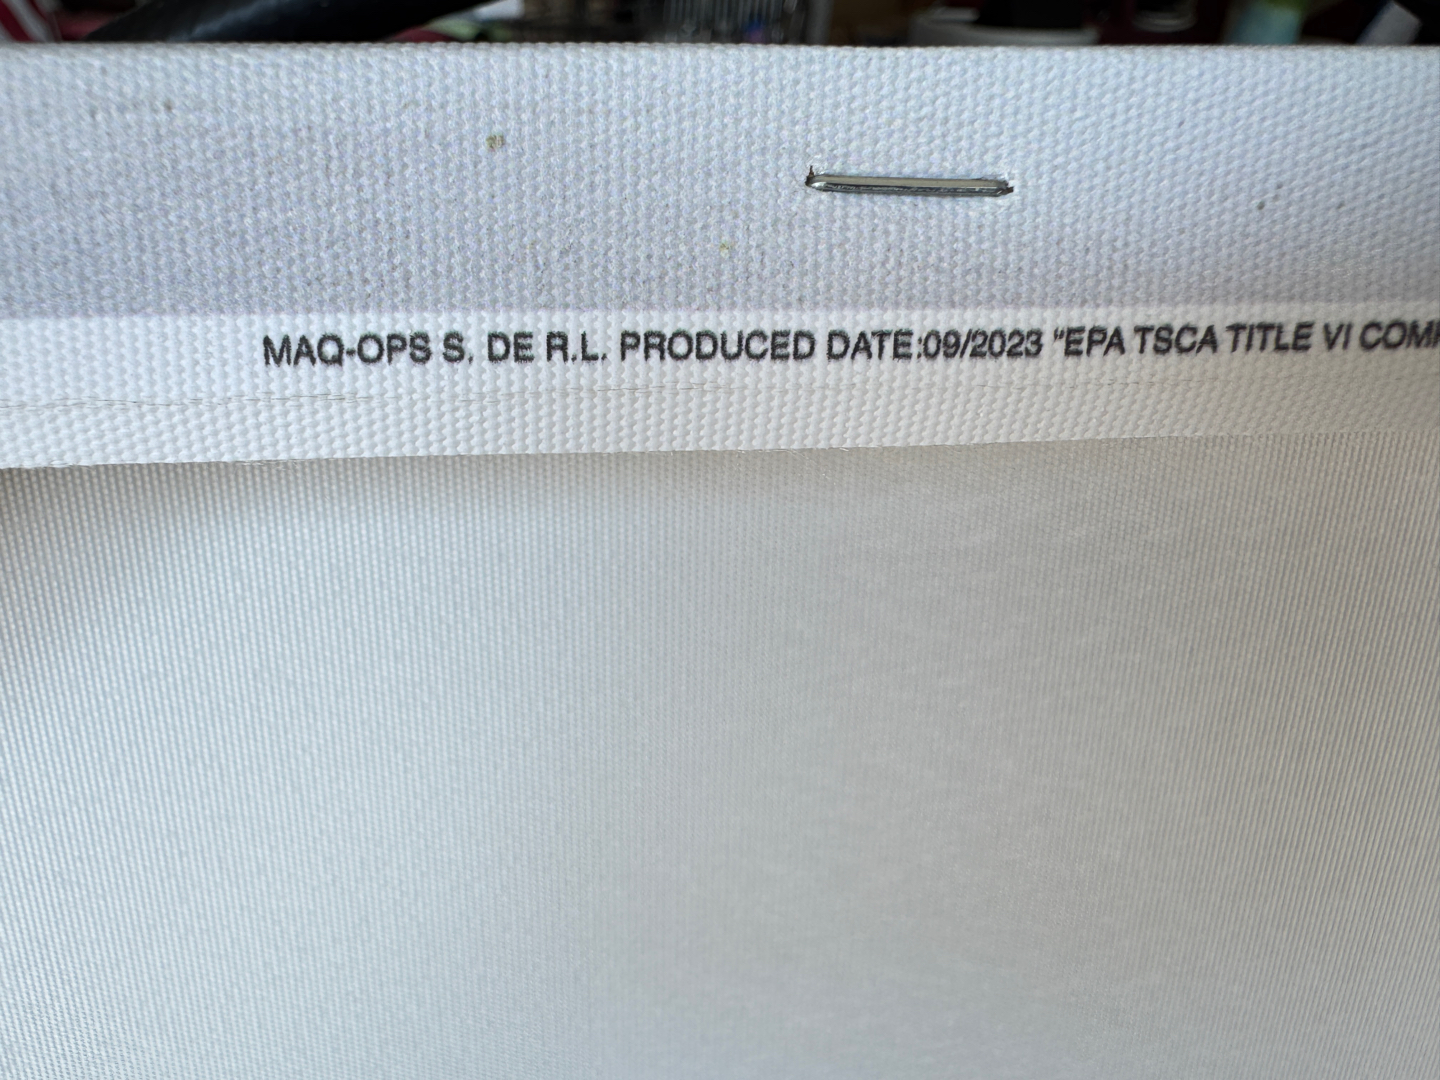 MAQ-OPS S. DE R.L. PRODUCED DATE:09/2023 “EPA TSCA TITLE VI